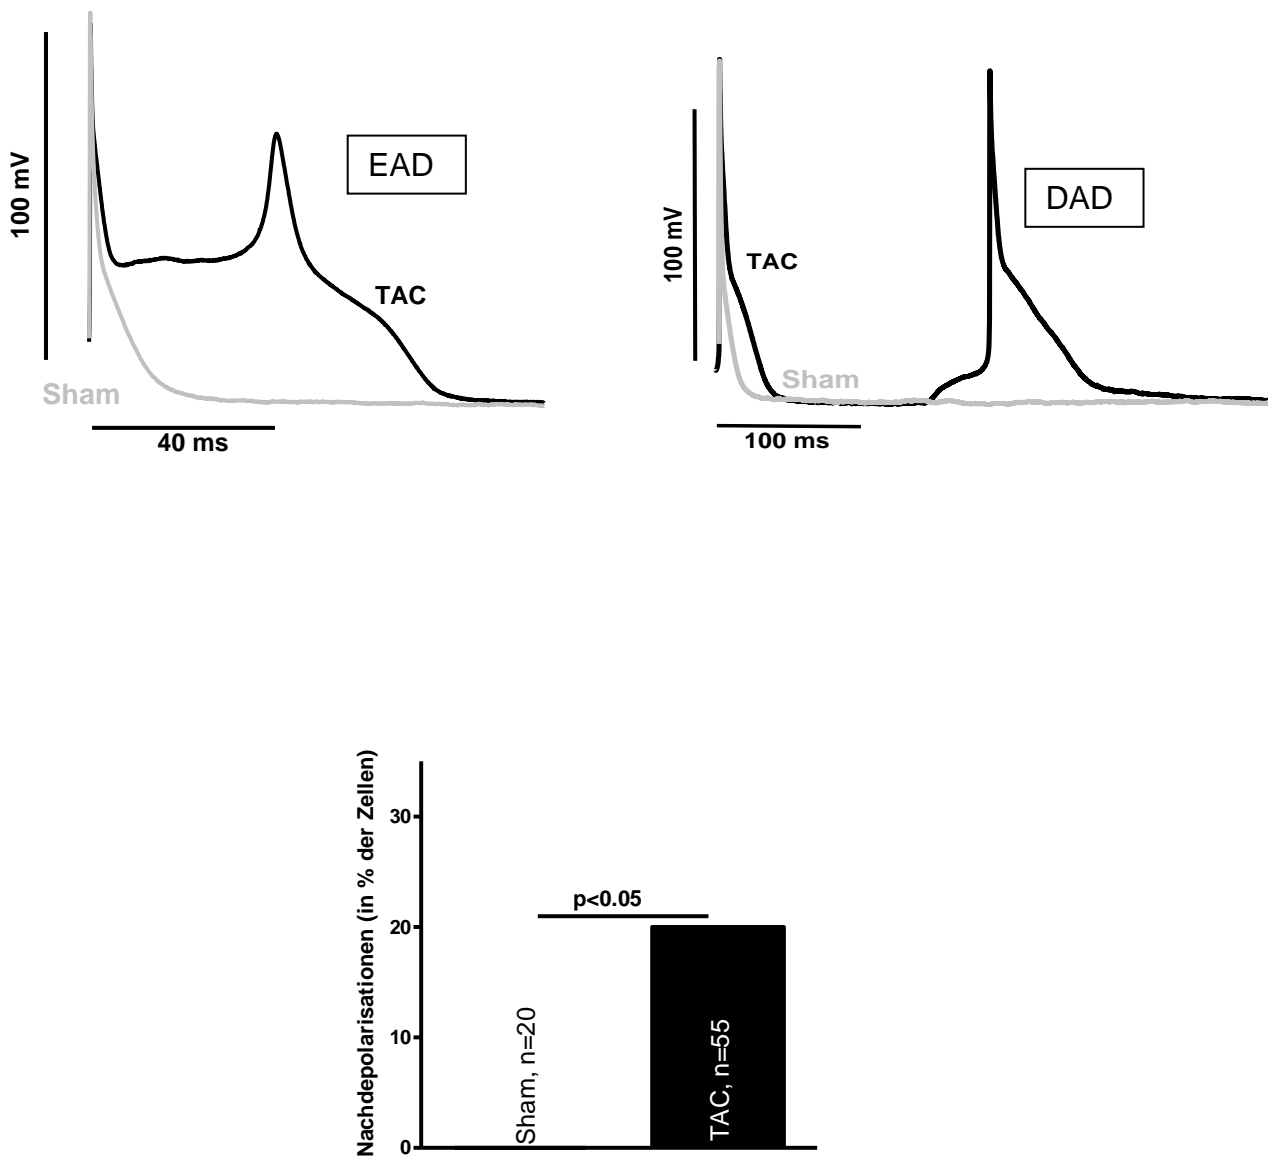 100 mV
EAD
TAC
Sham
40 ms
100 mV
DAD
TAC
Sham
100 ms
Nachdepolarisationen (in % der Zellen)
30
20
10
0
p<0.05
Sham, n=20
TAC, n=55